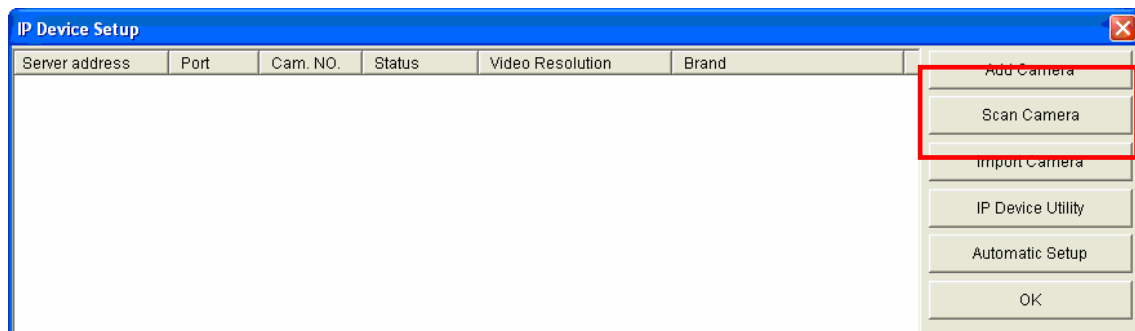 IP Device Setup
Server address Port Cam. NO. Status Video Resolution Brand
Add Camera
Scan Camera
Import Camera
IP Device Utility
Automatic Setup
OK